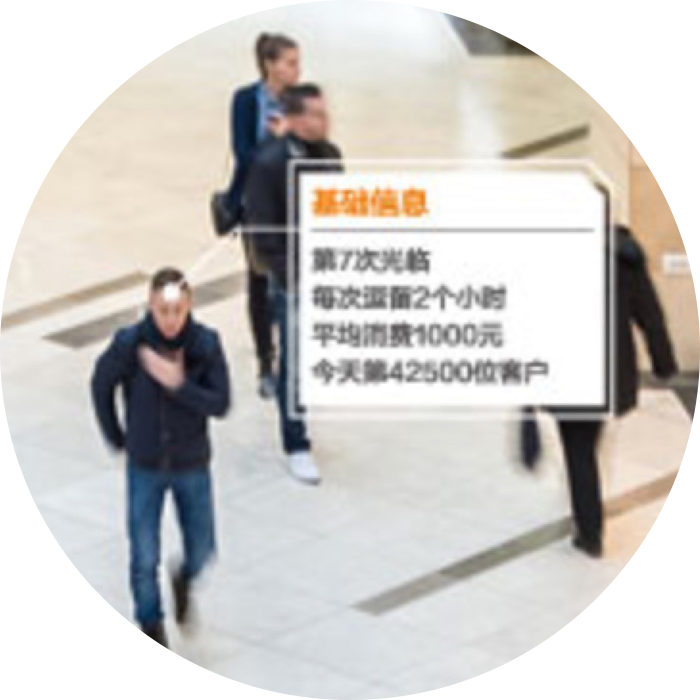 基础信息
第7次光临
每次逗留2个小时
平均消费1000元
今天第42500位客户